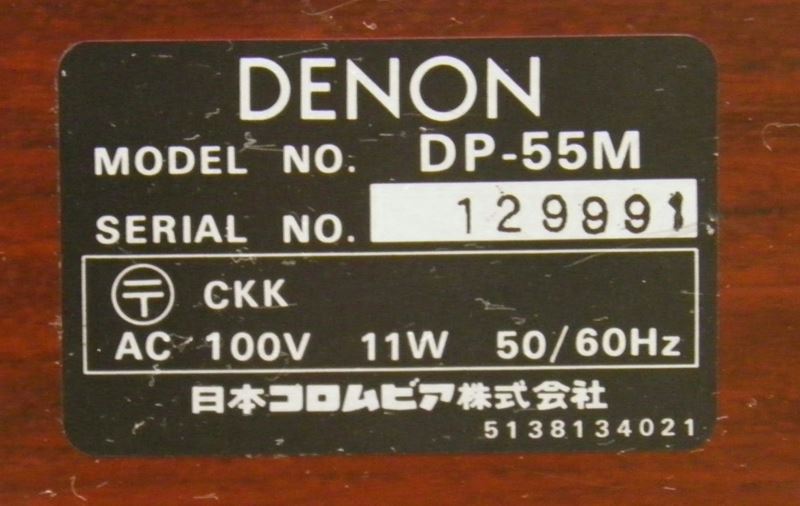 DENON
MODEL NO. DP-55M
SERIAL NO. 129991
〒 CKK
AC 100V 11W 50/60Hz
日本コロムビア株式会社
5138134021